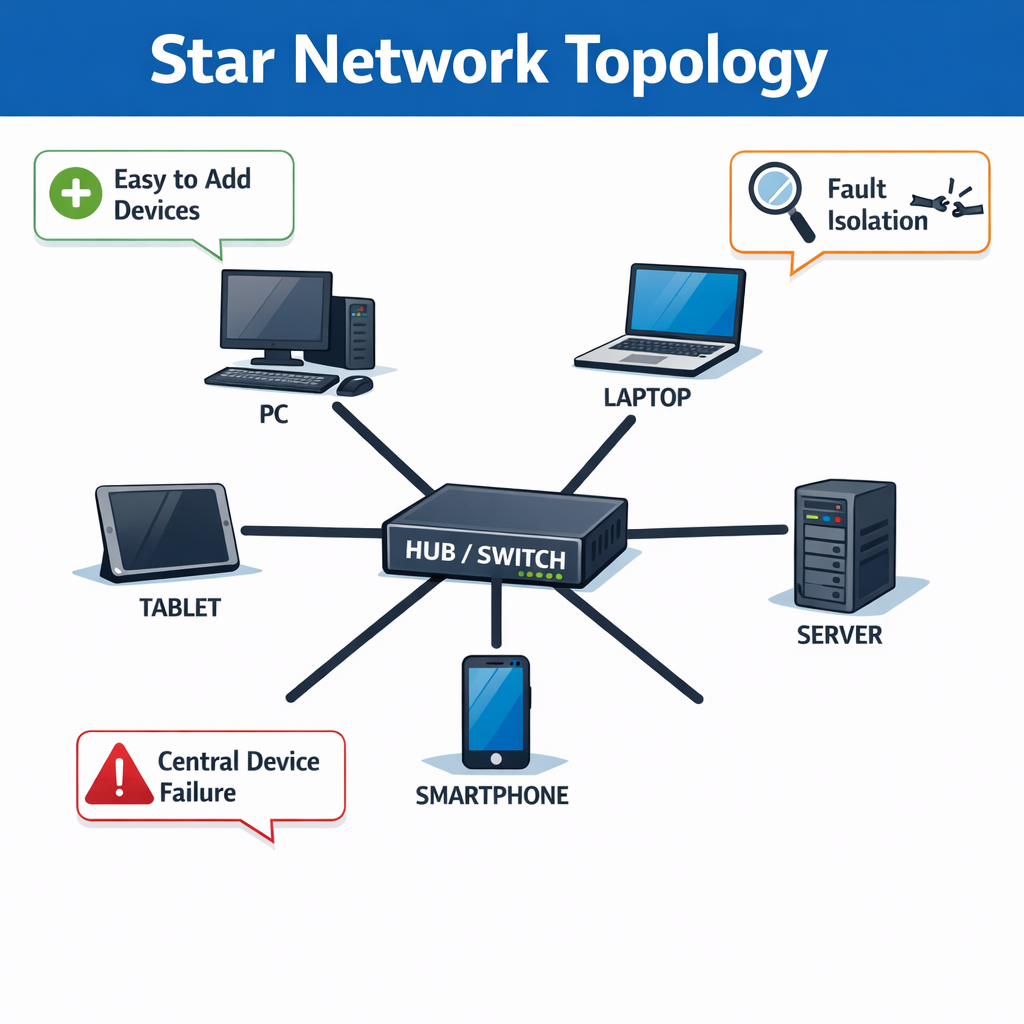 Star Network Topology
Easy to Add
Devices
Fault
Isolation
PC
LAPTOP
HUB / SWITCH
TABLET
SERVER
Central Device
Failure
SMARTPHONE